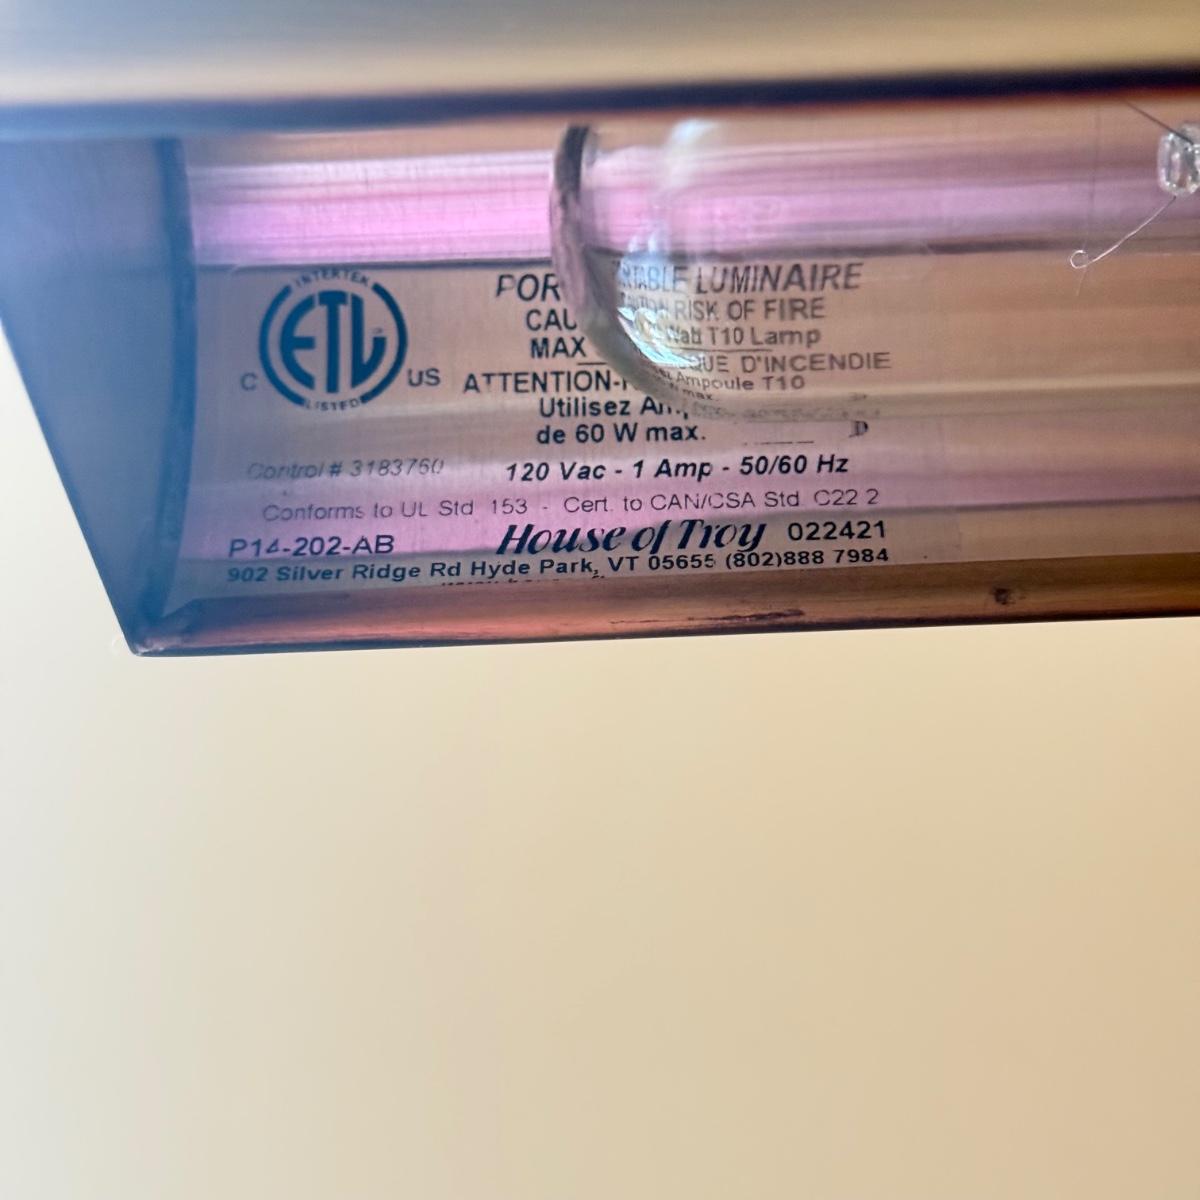 INTERTEK
ETL
LISTED
C US
PORTABLE LUMINAIRE
CAUTION RISK OF FIRE
MAX Watt T10 Lamp
ATTENTION- QUE D'INCENDIE
Utilisez Ampoule T10
de 60 W max.
Control # 3183760
120 Vac - 1 Amp - 50/60 Hz
Conforms to UL Std 153 - Cert. to CAN/CSA Std C22 2
P14-202-AB
House of Troy 022421
902 Silver Ridge Rd Hyde Park, VT 05655 (802)888 7984